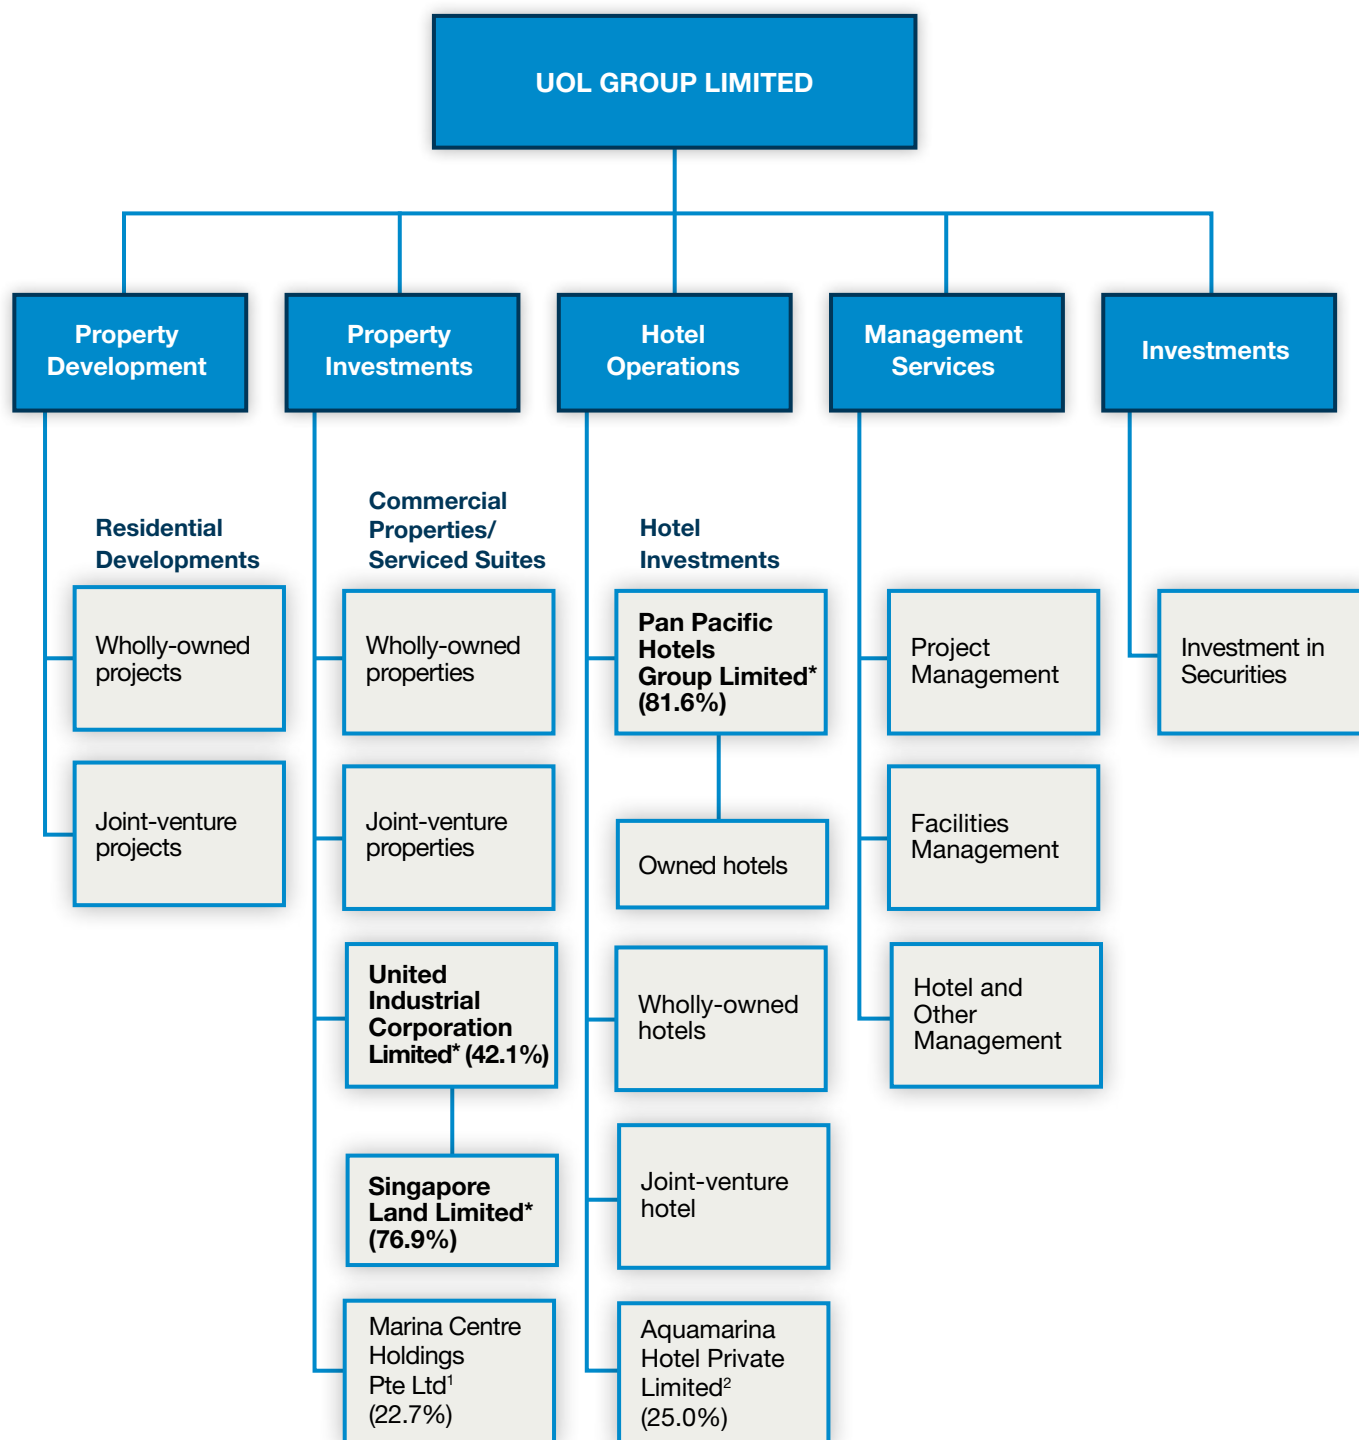 UOL GROUP LIMITED
Property
Development
Property
Investments
Hotel
Operations
Management
Services
Investments
Residential
Developments
Wholly-owned
projects
Joint-venture
projects
Commercial
Properties/
Serviced Suites
Wholly-owned
properties
Joint-venture
properties
United
Industrial
Corporation
Limited* (42.1%)
Singapore
Land Limited*
(76.9%)
Marina Centre
Holdings
Pte Ltd¹
(22.7%)
Hotel
Investments
Pan Pacific
Hotels
Group Limited*
(81.6%)
Owned hotels
Wholly-owned
hotels
Joint-venture
hotel
Aquamarina
Hotel Private
Limited²
(25.0%)
Project
Management
Facilities
Management
Hotel and
Other
Management
Investment in
Securities